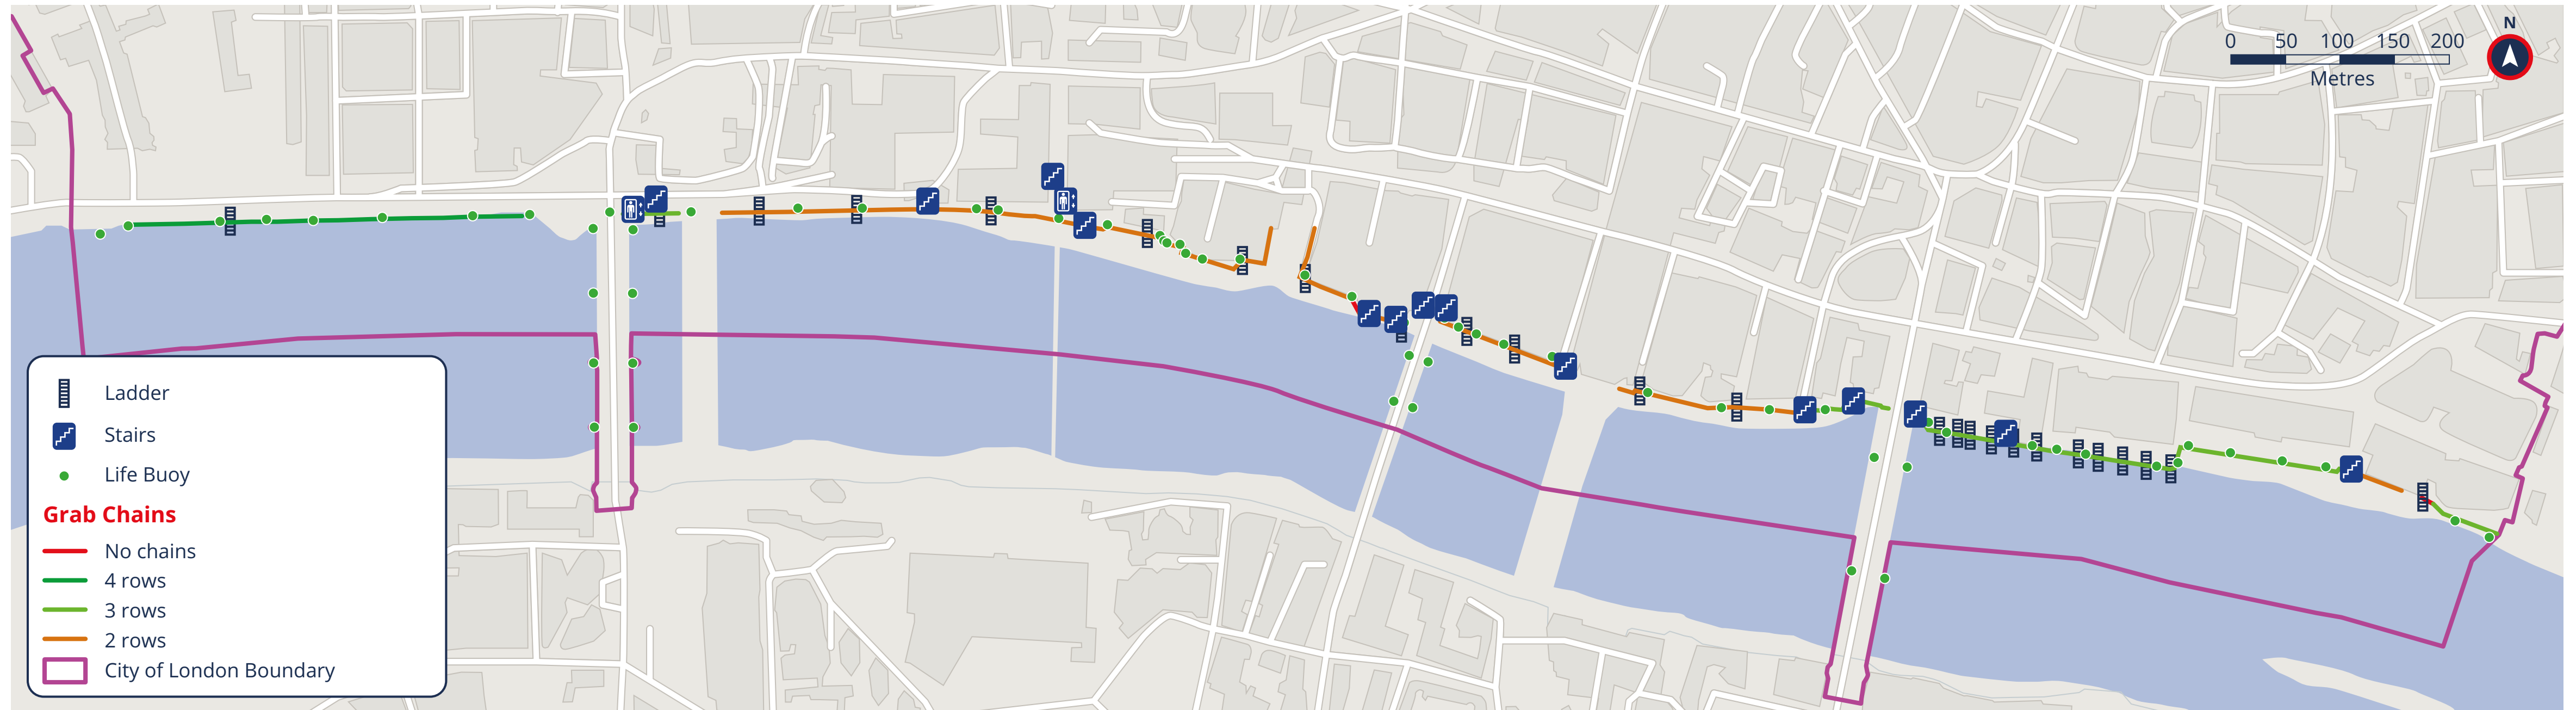 N
0 50 100 150 200
Metres
Ladder
Stairs
Life Buoy
Grab Chains
No chains
4 rows
3 rows
2 rows
City of London Boundary